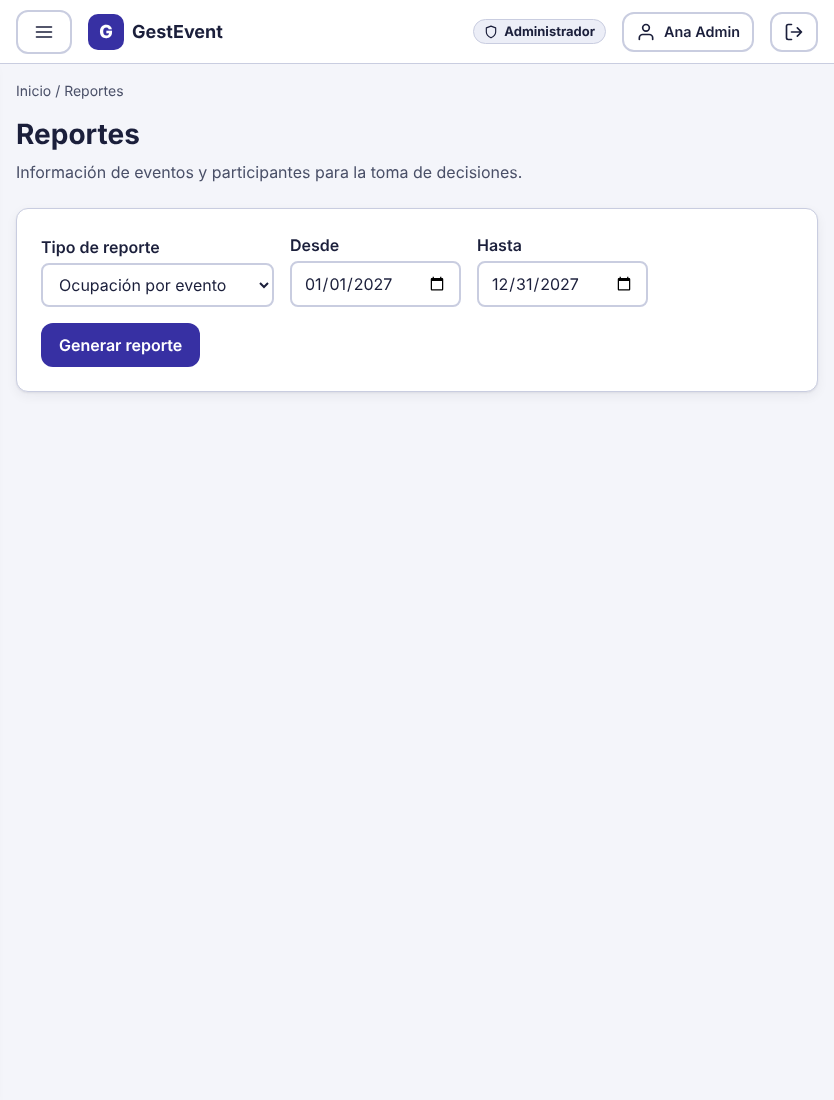 G GestEvent Administrador Ana Admin
Inicio / Reportes
Reportes
Información de eventos y participantes para la toma de decisiones.
Tipo de reporte Desde Hasta
Ocupación por evento 01/01/2027 12/31/2027
Generar reporte